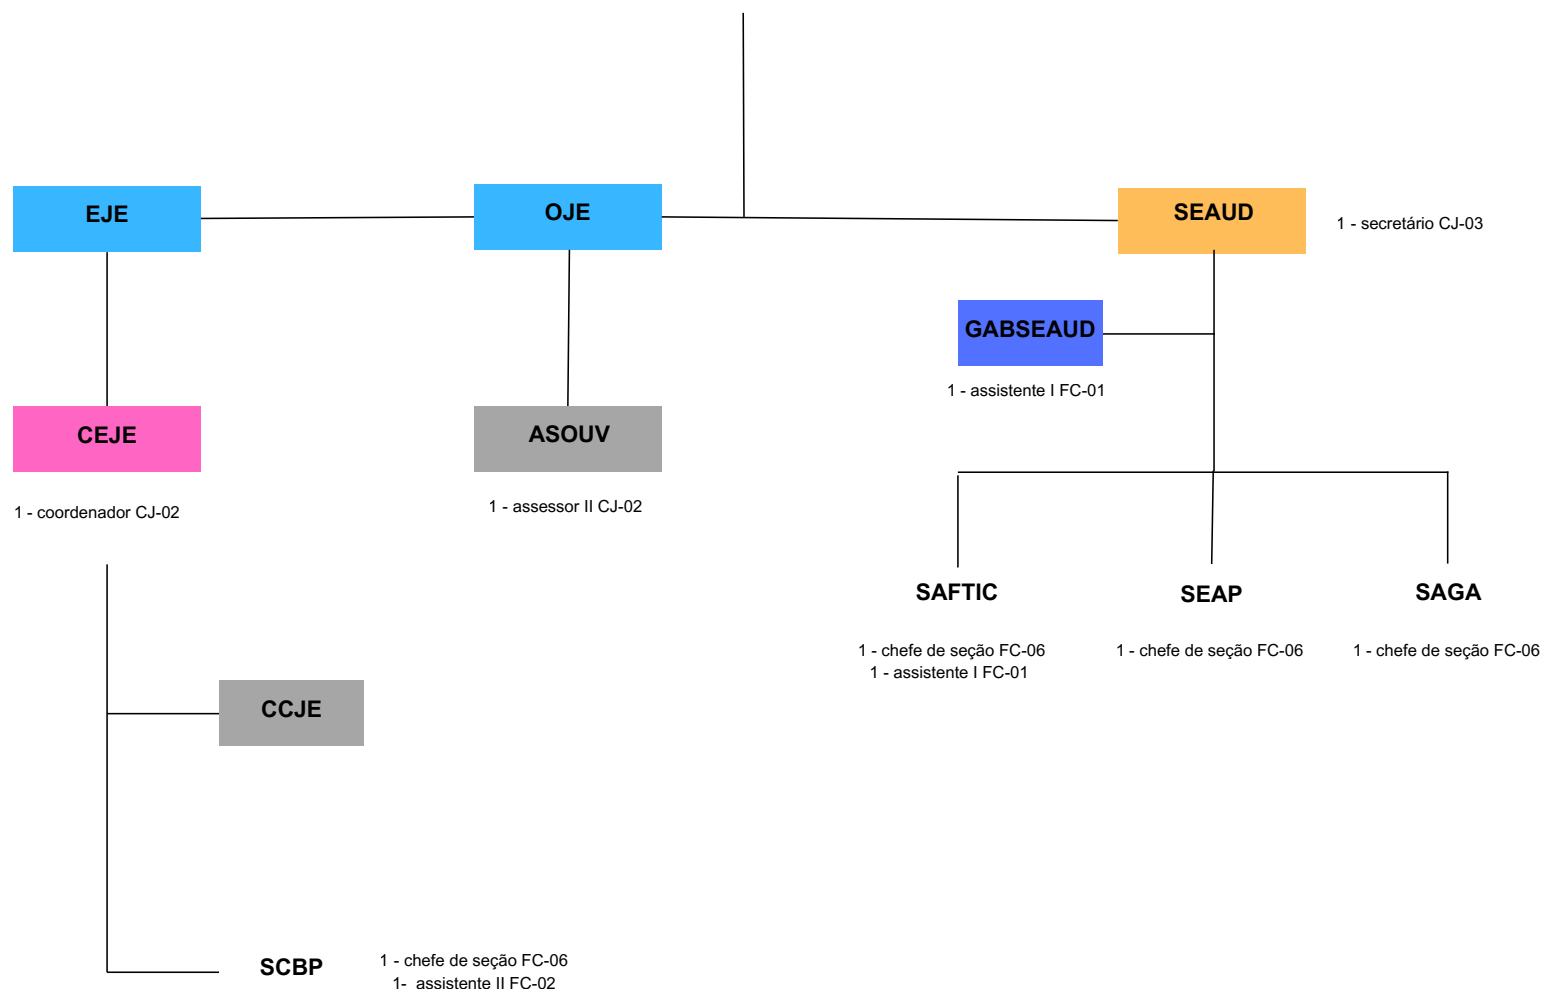 EJE
OJE
SEAUD
1 - secretário CJ-03
GABSEAUD
1 - assistente I FC-01
CEJE
ASOUV
1 - coordenador CJ-02
1 - assessor II CJ-02
SAFTIC
SEAP
SAGA
1 - chefe de seção FC-06
1 - assistente I FC-01
1 - chefe de seção FC-06
1 - chefe de seção FC-06
CCJE
SCBP
1 - chefe de seção FC-06
1- assistente II FC-02